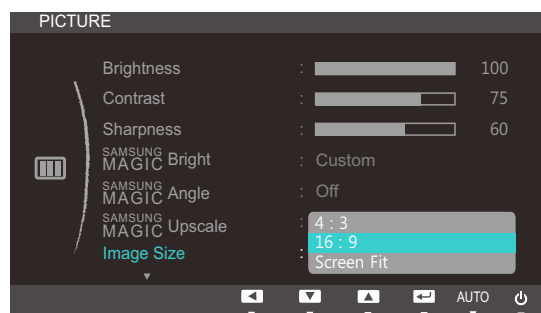 PICTURE
Brightness : 100
Contrast : 75
Sharpness : 60
SAMSUNG MAGIC Bright : Custom
SAMSUNG MAGIC Angle : Off
SAMSUNG MAGIC Upscale :
Image Size :
4 : 3
16 : 9
Screen Fit
AUTO